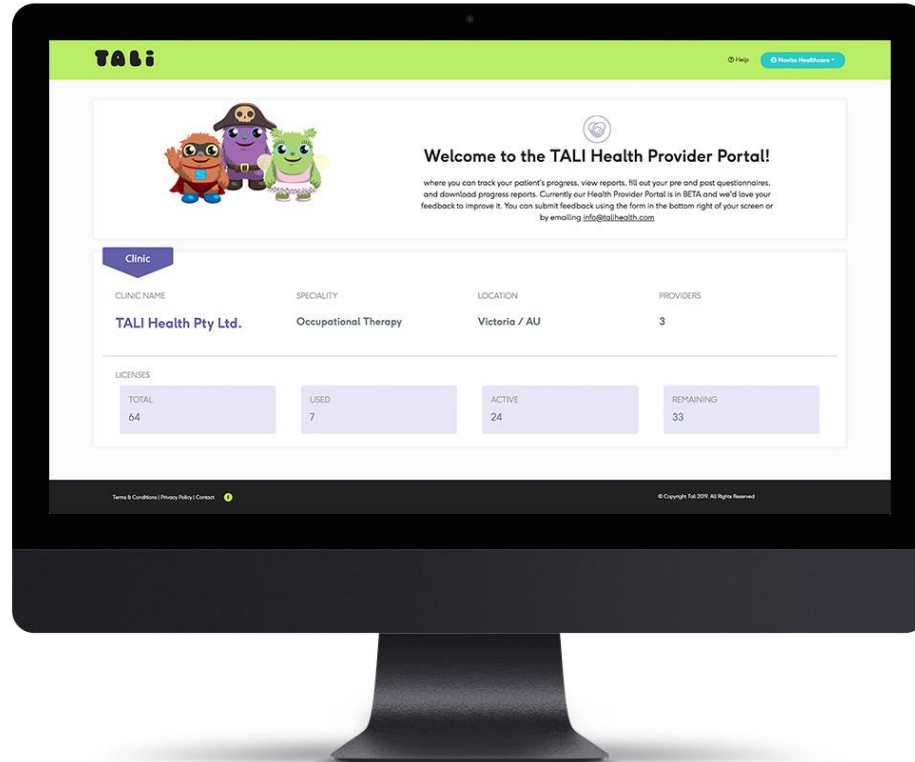 TALi
Help
Novita Healthcare
Welcome to the TALI Health Provider Portal!
where you can track your patient's progress, view reports, fill out your pre and post questionnaires,
and download progress reports. Currently our Health Provider Portal is in BETA and we'd love your
feedback to improve it. You can submit feedback using the form in the bottom right of your screen or
by emailing info@talihealth.com
Clinic
CLINIC NAME
SPECIALITY
LOCATION
PROVIDERS
TALI Health Pty Ltd.
Occupational Therapy
Victoria / AU
3
LICENSES
TOTAL
USED
ACTIVE
REMAINING
64
7
24
33
Terms & Conditions | Privacy Policy | Contact
© Copyright Tali 2019. All Rights Reserved